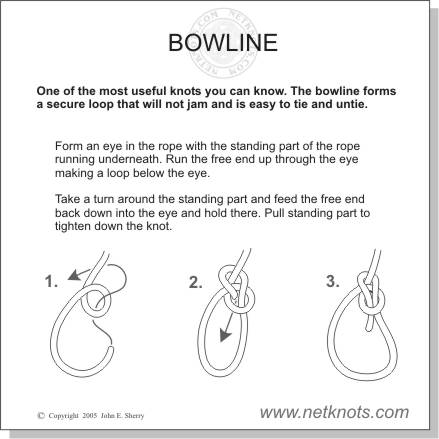 BOWLINE
One of the most useful knots you can know. The bowline forms
a secure loop that will not jam and is easy to tie and untie.
Form an eye in the rope with the standing part of the rope
running underneath. Run the free end up through the eye
making a loop below the eye.
Take a turn around the standing part and feed the free end
back down into the eye and hold there. Pull standing part to
tighten down the knot.
1. 2. 3.
© Copyright 2005 John E. Sherry www.netknots.com